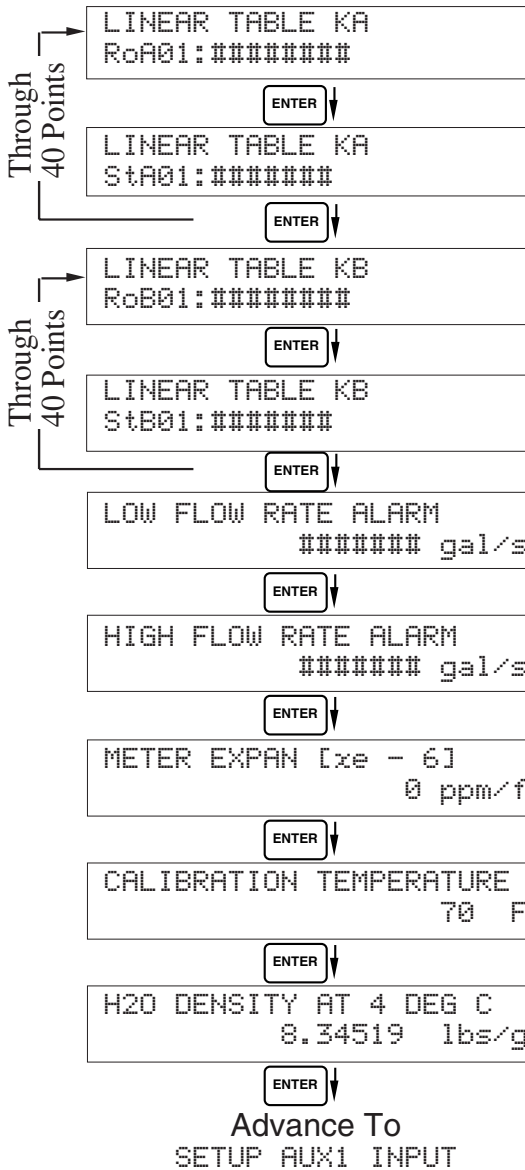 LINEAR TABLE KA
RoA01:########
ENTER
LINEAR TABLE KA
StA01:#######
ENTER
Through
40 Points
LINEAR TABLE KB
RoB01:########
ENTER
LINEAR TABLE KB
StB01:#######
ENTER
Through
40 Points
LOW FLOW RATE ALARM
####### gal/s
ENTER
HIGH FLOW RATE ALARM
####### gal/s
ENTER
METER EXPAN [xe - 6]
0 ppm/f
ENTER
CALIBRATION TEMPERATURE
70 F
ENTER
H2O DENSITY AT 4 DEG C
8.34519 lbs/g
ENTER
Advance To
SETUP AUX1 INPUT